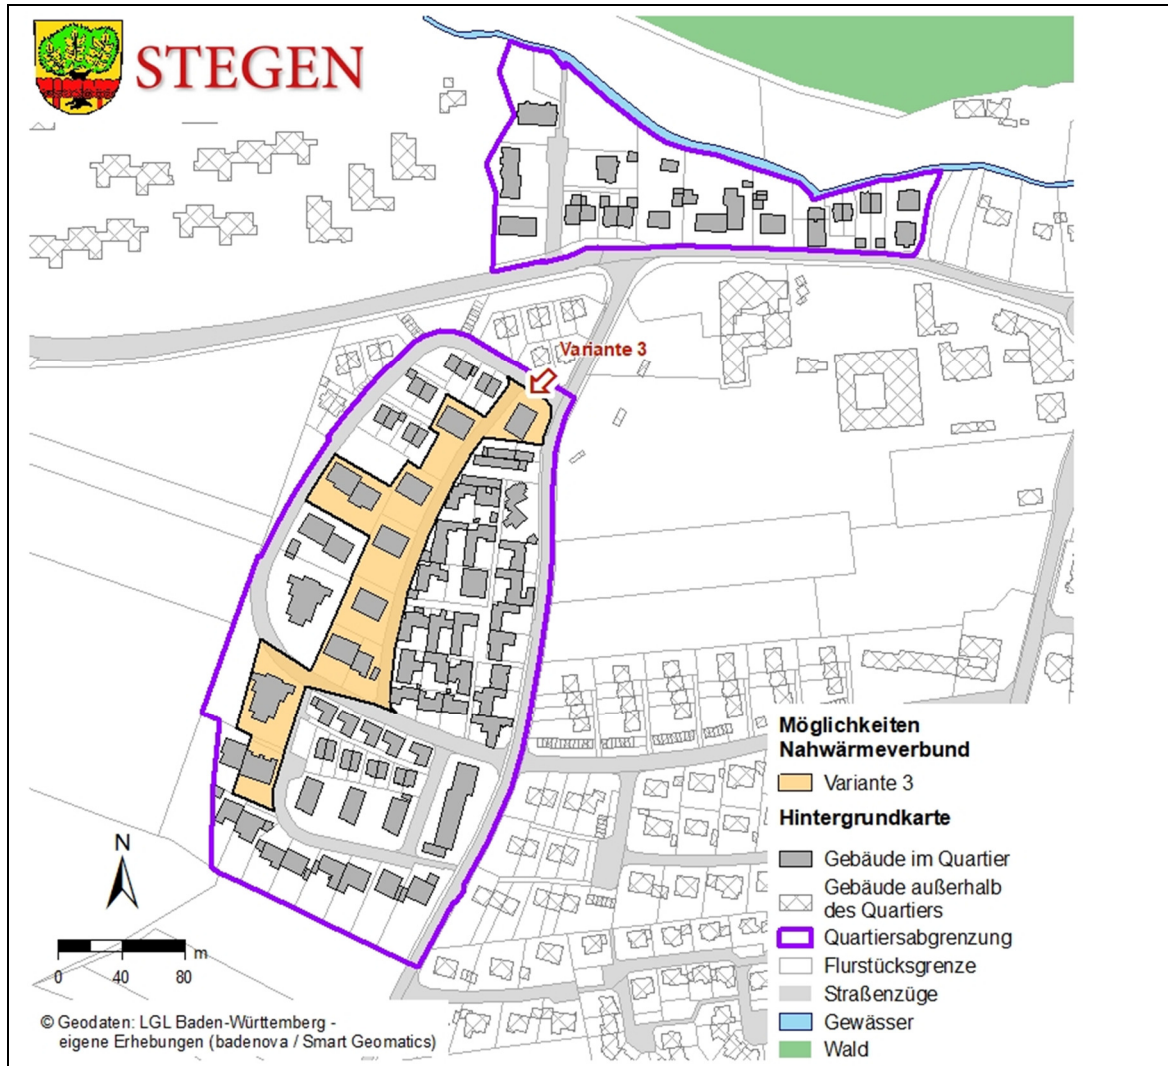 STEGEN
Variante 3
Möglichkeiten
Nahwärmeverbund
Variante 3
Hintergrundkarte
Gebäude im Quartier
Gebäude außerhalb
des Quartiers
Quartiersabgrenzung
Flurstücksgrenze
Straßenzüge
Gewässer
Wald
N
m
0 40 80
© Geodaten: LGL Baden-Württemberg -
eigene Erhebungen (badenova / Smart Geomatics)